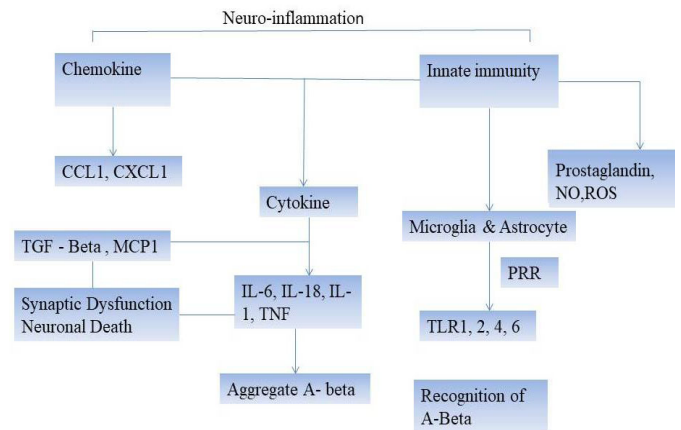 Neuro-inflammation
Chemokine
Innate immunity
CCL1, CXCL1
Prostaglandin,
NO,ROS
Cytokine
Microglia & Astrocyte
TGF - Beta , MCP1
PRR
IL-6, IL-18, IL-
1, TNF
Synaptic Dysfunction
Neuronal Death
TLR1, 2, 4, 6
Aggregate A- beta
Recognition of
A-Beta